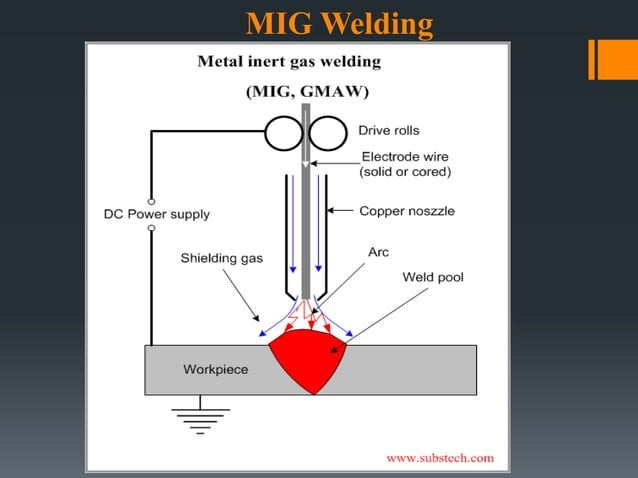 MIG Welding
Metal inert gas welding
(MIG, GMAW)
Drive rolls
Electrode wire
(solid or cored)
DC Power supply
Copper noszzle
Shielding gas
Arc
Weld pool
Workpiece
www.substech.com